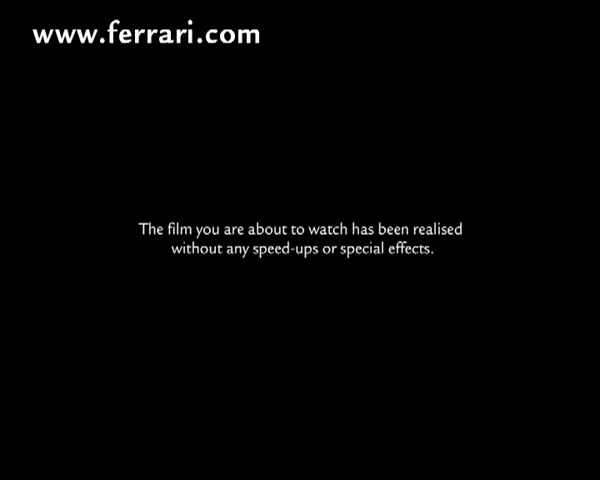 www.ferrari.com
The film you are about to watch has been realised
without any speed-ups or special effects.